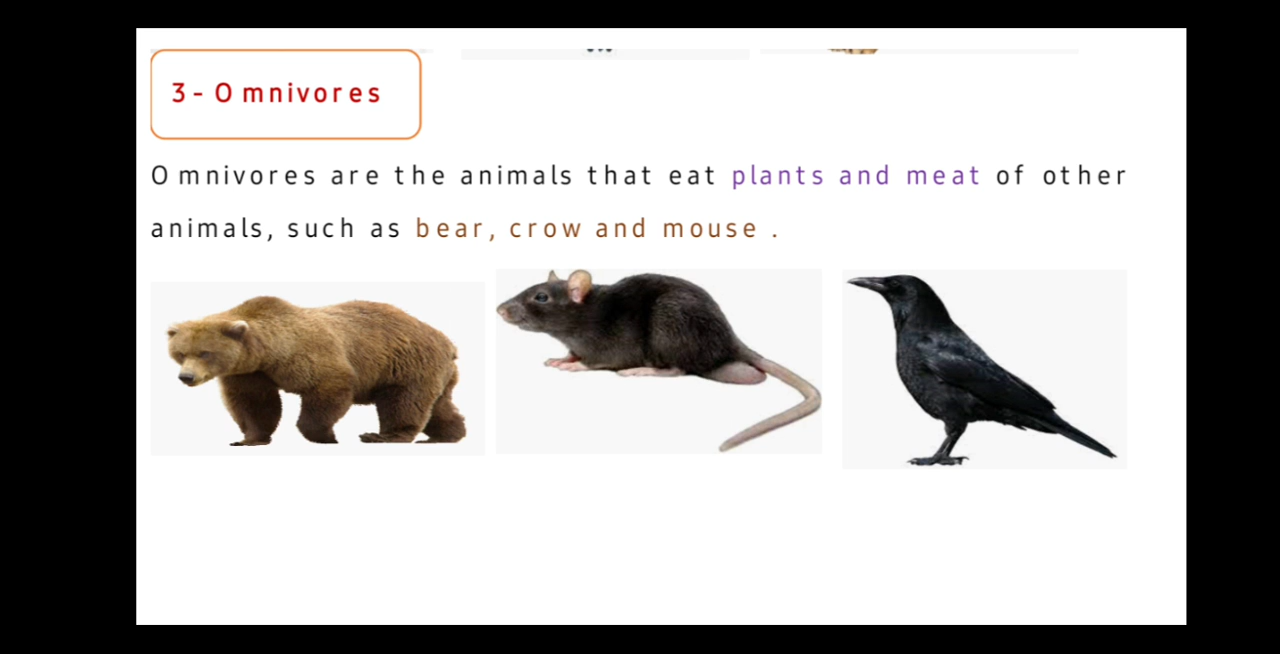 3- Omnivores
Omnivores are the animals that eat plants and meat of other
animals, such as bear, crow and mouse .